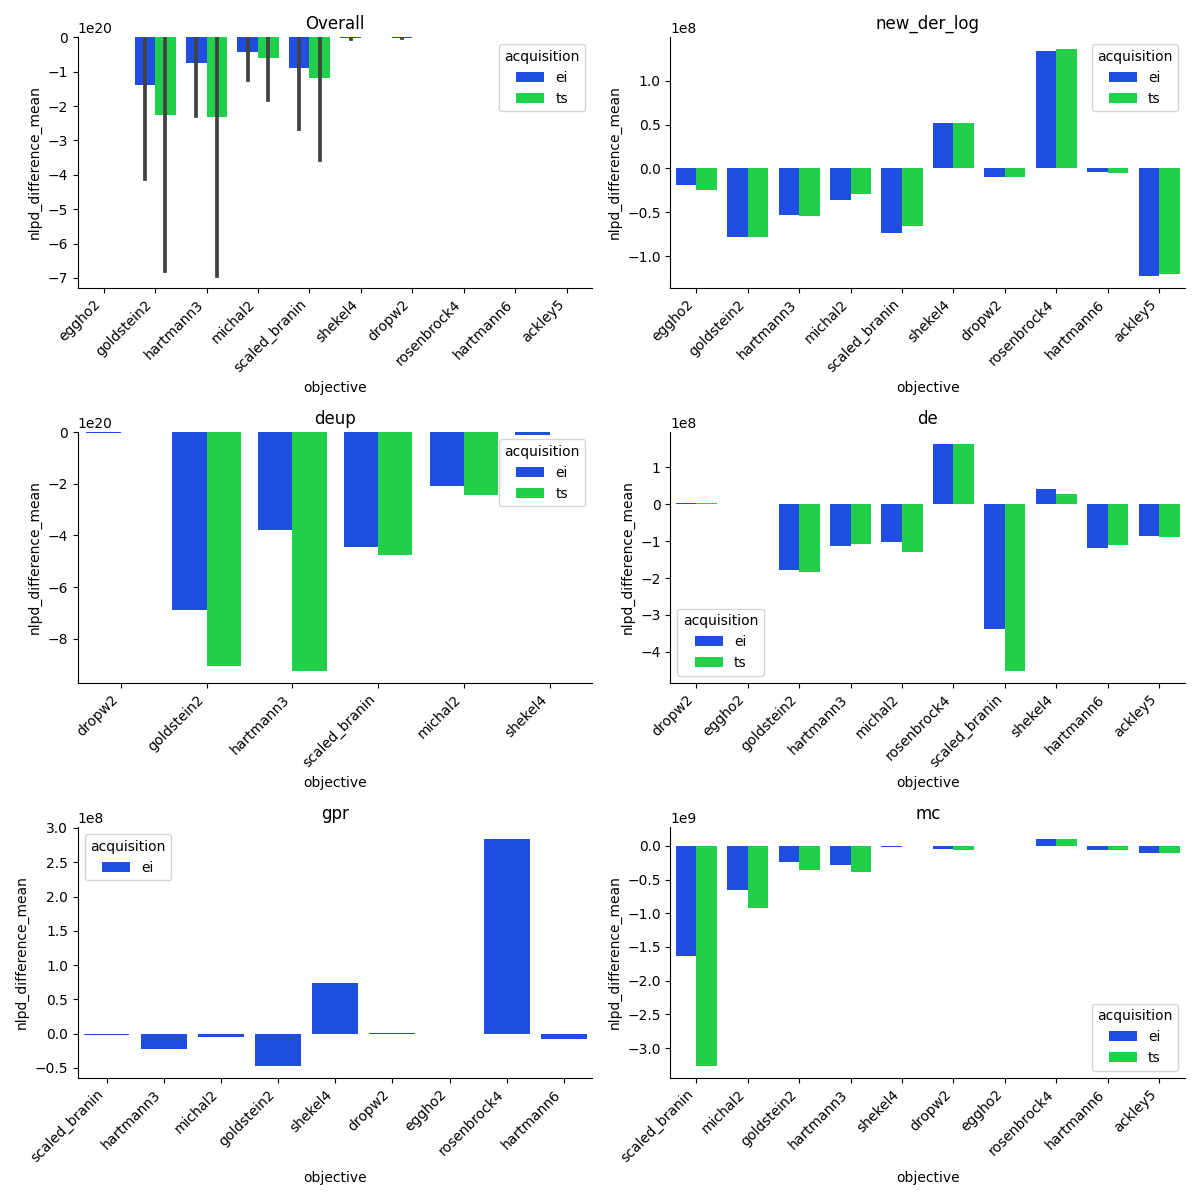 Overall
1e20
nlpd_difference_mean
0
−1
−2
−3
−4
−5
−6
−7
acquisition
ei
ts
eggho2
goldstein2
hartmann3
michal2
scaled_branin
shekel4
dropw2
rosenbrock4
hartmann6
ackley5
objective
new_der_log
1e8
nlpd_difference_mean
1.0
0.5
0.0
−0.5
−1.0
acquisition
ei
ts
eggho2
goldstein2
hartmann3
michal2
scaled_branin
shekel4
dropw2
rosenbrock4
hartmann6
ackley5
objective
deup
1e20
nlpd_difference_mean
0
−2
−4
−6
−8
acquisition
ei
ts
dropw2
goldstein2
hartmann3
scaled_branin
michal2
shekel4
objective
de
1e8
nlpd_difference_mean
1
0
−1
−2
−3
−4
acquisition
ei
ts
dropw2
eggho2
goldstein2
hartmann3
michal2
rosenbrock4
scaled_branin
shekel4
hartmann6
ackley5
objective
gpr
1e8
nlpd_difference_mean
3.0
2.5
2.0
1.5
1.0
0.5
0.0
−0.5
acquisition
ei
scaled_branin
hartmann3
michal2
goldstein2
shekel4
dropw2
eggho2
rosenbrock4
hartmann6
objective
mc
1e9
nlpd_difference_mean
0.0
−0.5
−1.0
−1.5
−2.0
−2.5
−3.0
acquisition
ei
ts
scaled_branin
michal2
goldstein2
hartmann3
shekel4
dropw2
eggho2
rosenbrock4
hartmann6
ackley5
objective